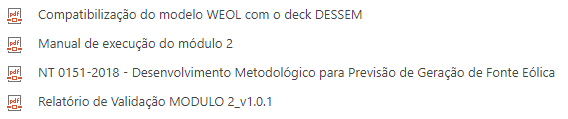 Compatibilização do modelo WEOL com o deck DESSEM
Manual de execução do módulo 2
NT 0151-2018 - Desenvolvimento Metodológico para Previsão de Geração de Fonte Eólica
Relatório de Validação MODULO 2_v1.0.1